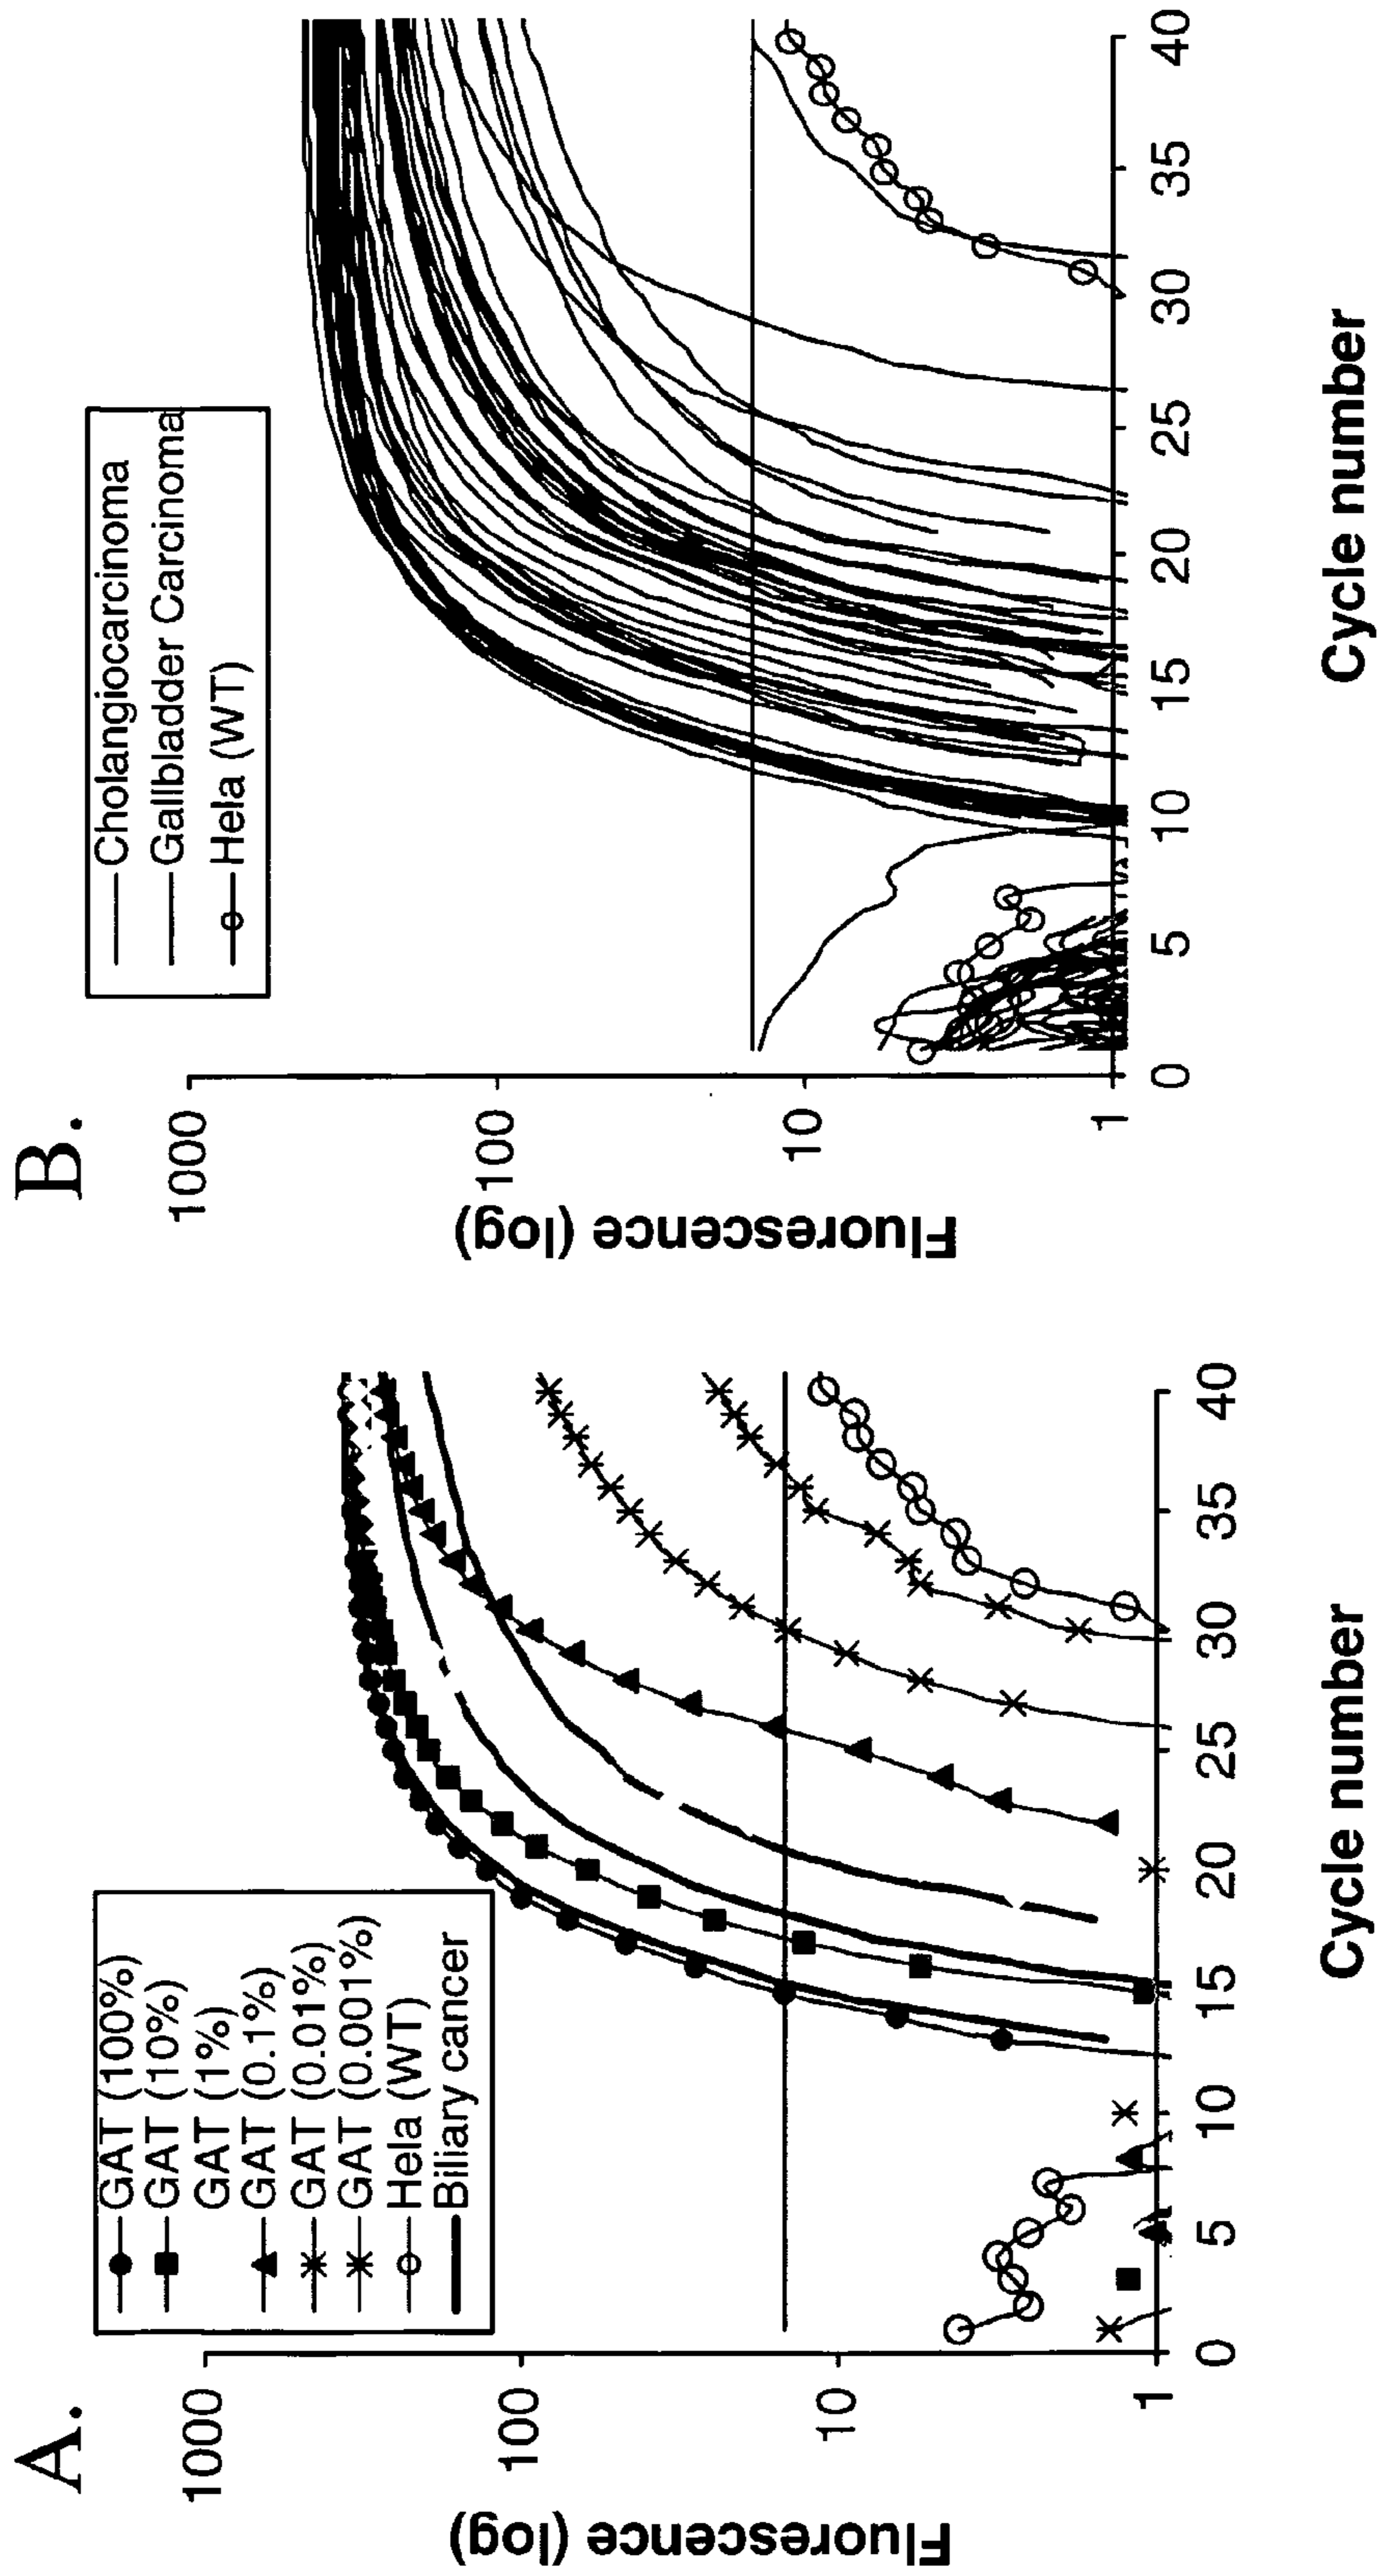 A.
Fluorescence (log)
1000
100
10
1
GAT (100%)
GAT (10%)
GAT (1%)
GAT (0.1%)
GAT (0.01%)
GAT (0.001%)
Hela (WT)
Biliary cancer
0 5 10 15 20 25 30 35 40
Cycle number
B.
Fluorescence (log)
1000
100
10
1
Cholangiocarcinoma
Gallbladder Carcinoma
Hela (WT)
0 5 10 15 20 25 30 35 40
Cycle number